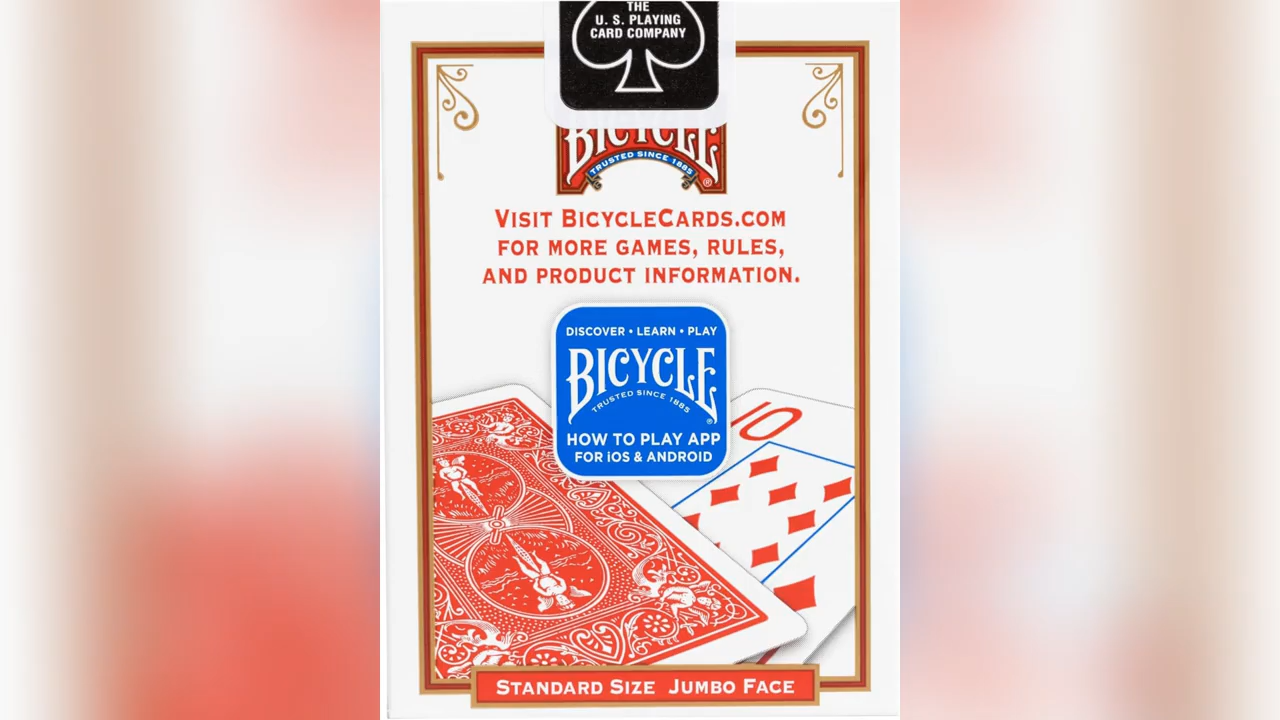 THE
U. S. PLAYING
CARD COMPANY
BICYCLE
TRUSTED SINCE 1885
®
VISIT BICYCLECARDS.COM
FOR MORE GAMES, RULES,
AND PRODUCT INFORMATION.
DISCOVER • LEARN • PLAY
BICYCLE
TRUSTED SINCE 1885
®
HOW TO PLAY APP
FOR iOS & ANDROID
10
STANDARD SIZE JUMBO FACE